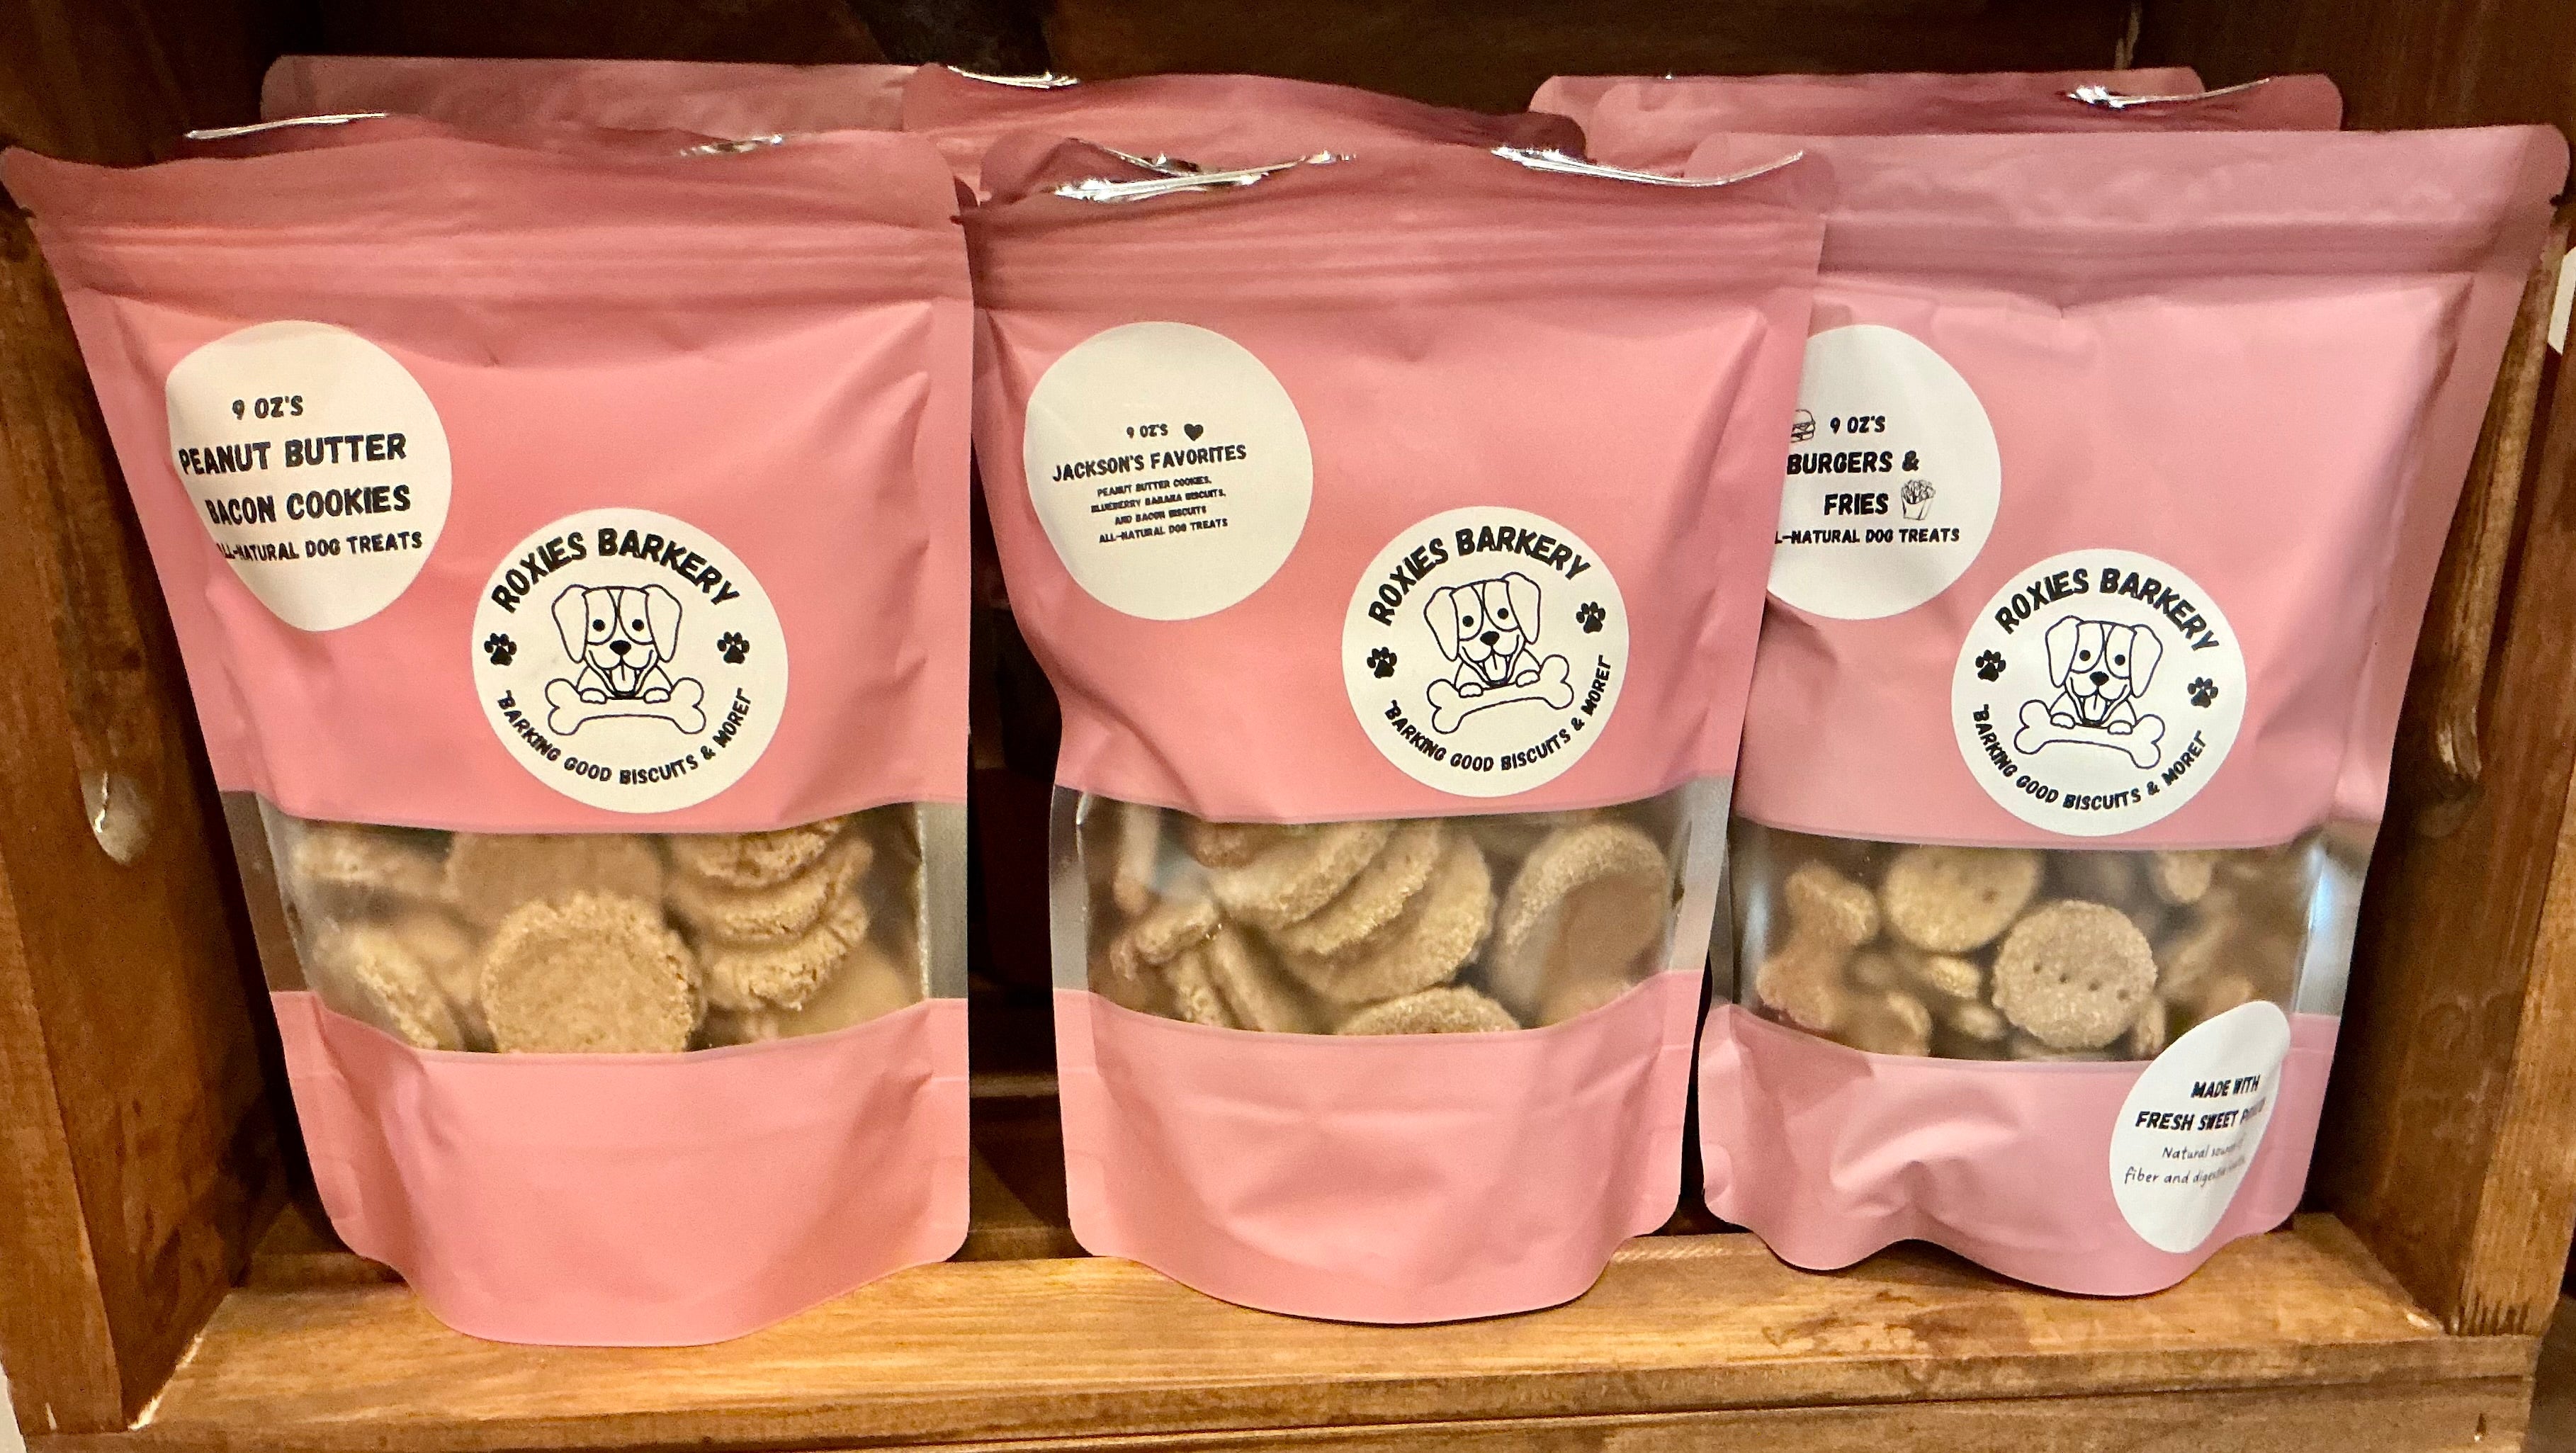 9 OZ'S
PEANUT BUTTER
BACON COOKIES
ALL-NATURAL DOG TREATS
ROXIES BARKERY
"BARKING GOOD BISCUITS & MORE!"
9 OZ'S
JACKSON'S FAVORITES
PEANUT BUTTER COOKIES,
BLUEBERRY BANANA BISCUITS,
AND BACON BISCUITS
ALL-NATURAL DOG TREATS
ROXIES BARKERY
"BARKING GOOD BISCUITS & MORE!"
9 OZ'S
BURGERS &
FRIES
L-NATURAL DOG TREATS
ROXIES BARKERY
"BARKING GOOD BISCUITS & MORE!"
MADE WITH
FRESH SWEET
Natural
fiber and